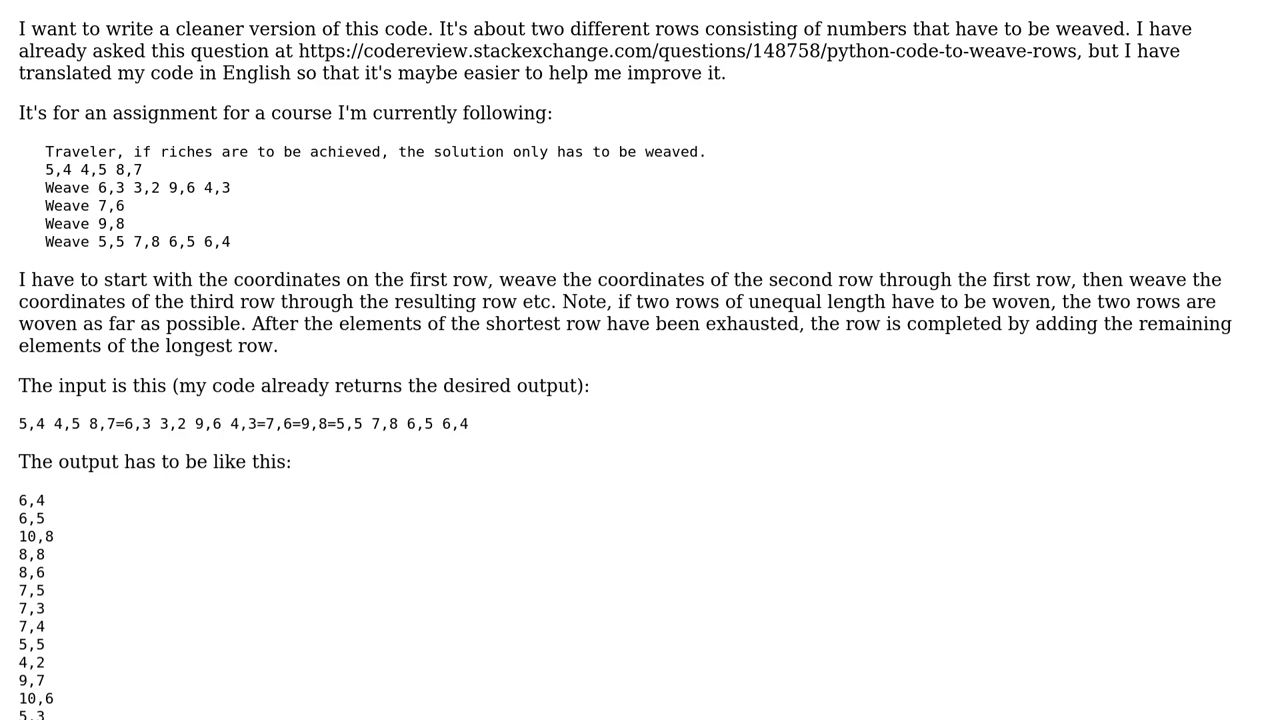 I want to write a cleaner version of this code. It's about two different rows consisting of numbers that have to be weaved. I have
already asked this question at https://codereview.stackexchange.com/questions/148758/python-code-to-weave-rows, but I have
translated my code in English so that it's maybe easier to help me improve it.
It's for an assignment for a course I'm currently following:
Traveler, if riches are to be achieved, the solution only has to be weaved.
5,4 4,5 8,7
Weave 6,3 3,2 9,6 4,3
Weave 7,6
Weave 9,8
Weave 5,5 7,8 6,5 6,4
I have to start with the coordinates on the first row, weave the coordinates of the second row through the first row, then weave the
coordinates of the third row through the resulting row etc. Note, if two rows of unequal length have to be woven, the two rows are
woven as far as possible. After the elements of the shortest row have been exhausted, the row is completed by adding the remaining
elements of the longest row.
The input is this (my code already returns the desired output):
5,4 4,5 8,7=6,3 3,2 9,6 4,3=7,6=9,8=5,5 7,8 6,5 6,4
The output has to be like this:
6,4
6,5
10,8
8,8
8,6
7,5
7,3
7,4
5,5
4,2
9,7
10,6
5,3